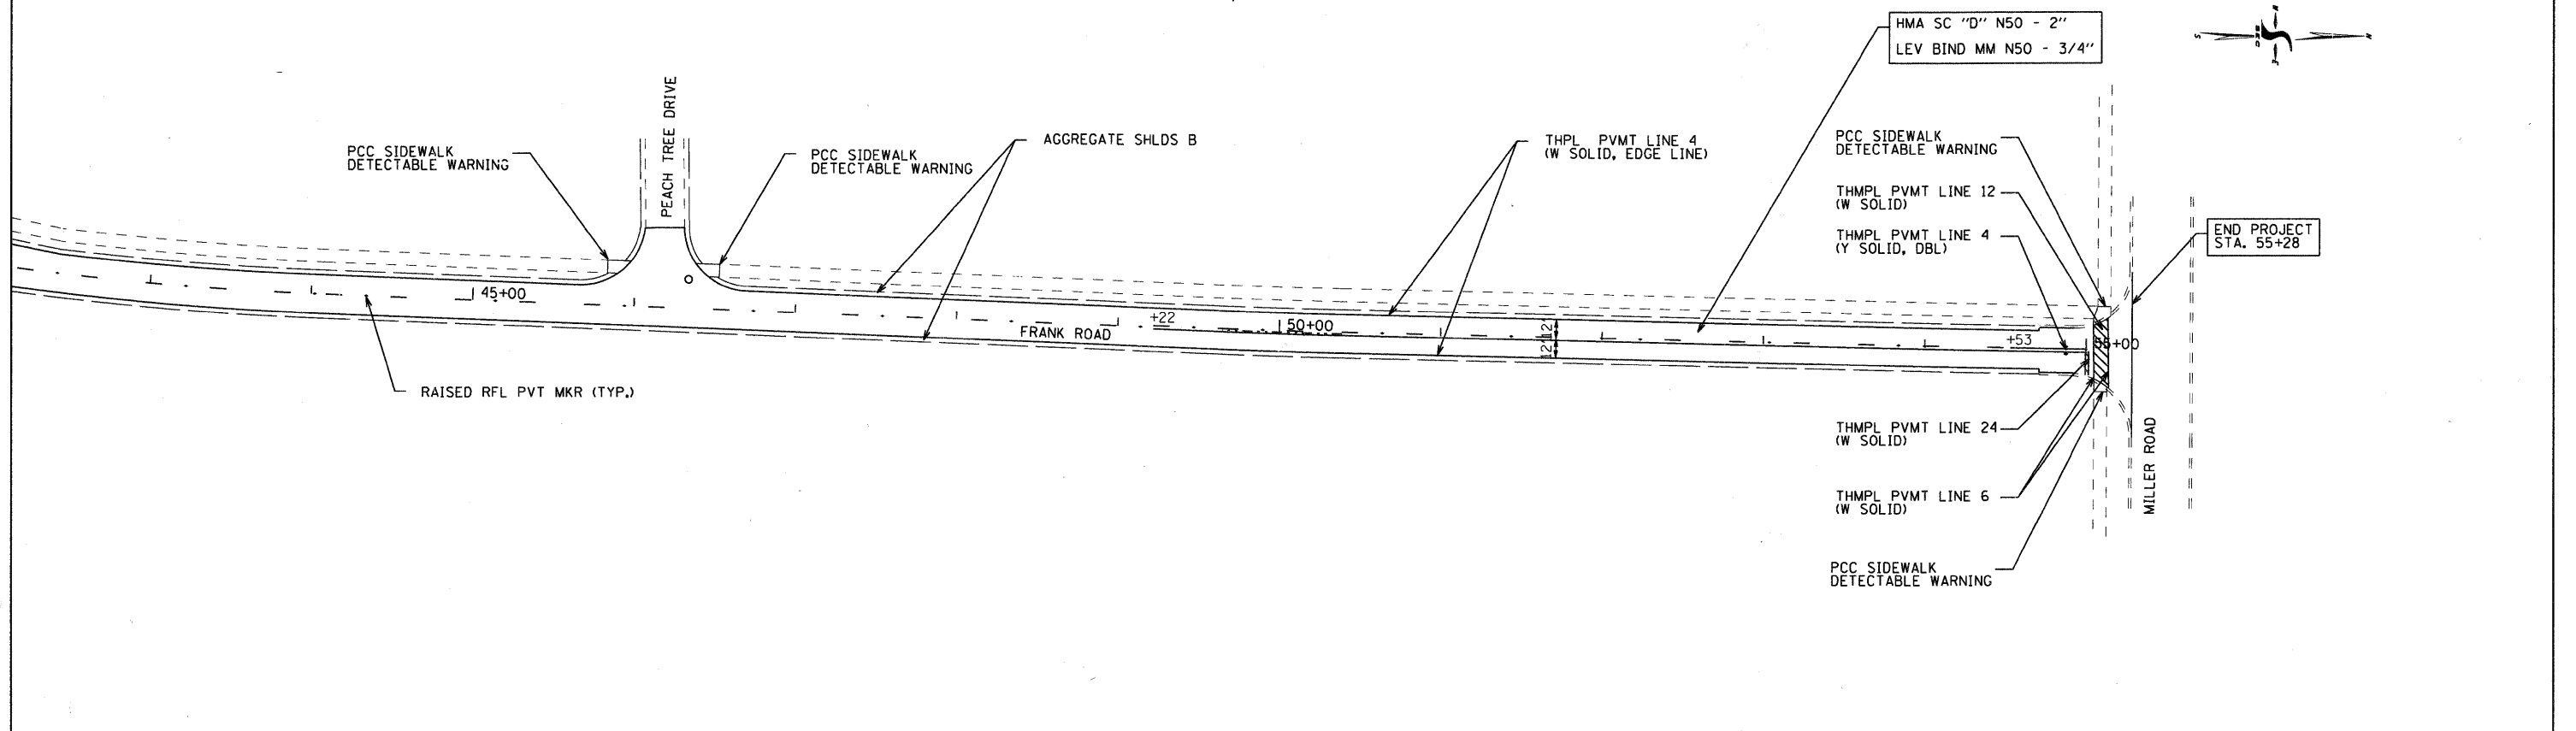 HMA SC "D" N50 - 2"
LEV BIND MM N50 - 3/4"
S
N
PEACH TREE DRIVE
PCC SIDEWALK
DETECTABLE WARNING
PCC SIDEWALK
DETECTABLE WARNING
AGGREGATE SHLDS B
THPL PVMT LINE 4
(W SOLID, EDGE LINE)
PCC SIDEWALK
DETECTABLE WARNING
THMPL PVMT LINE 12
(W SOLID)
THMPL PVMT LINE 4
(Y SOLID, DBL)
END PROJECT
STA. 55+28
45+00
+22
50+00
FRANK ROAD
12'
12'
+53
55+00
RAISED RFL PVT MKR (TYP.)
THMPL PVMT LINE 24
(W SOLID)
THMPL PVMT LINE 6
(W SOLID)
MILLER ROAD
PCC SIDEWALK
DETECTABLE WARNING